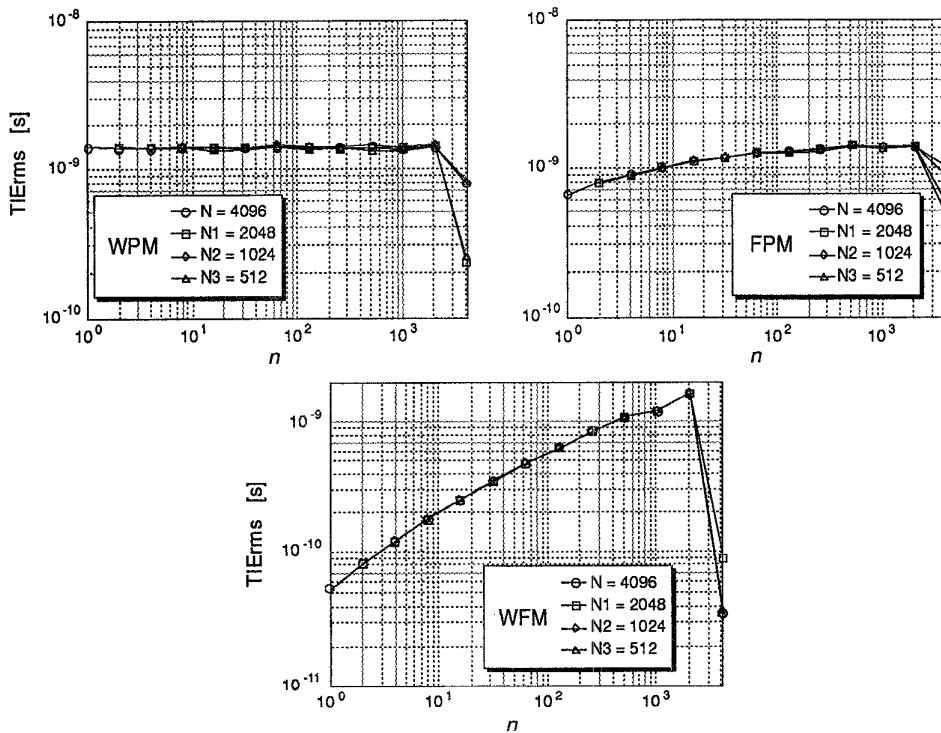 10⁻⁸
10⁻⁹
10⁻¹⁰
TIErms [s]
WPM
N = 4096
N1 = 2048
N2 = 1024
N3 = 512
10⁰
10¹
10²
10³
n
10⁻⁸
10⁻⁹
10⁻¹⁰
FPM
N = 4096
N1 = 2048
N2 = 1024
N3 = 512
10⁰
10¹
10²
10³
n
10⁻⁹
10⁻¹⁰
10⁻¹¹
TIErms [s]
WFM
N = 4096
N1 = 2048
N2 = 1024
N3 = 512
10⁰
10¹
10²
10³
n